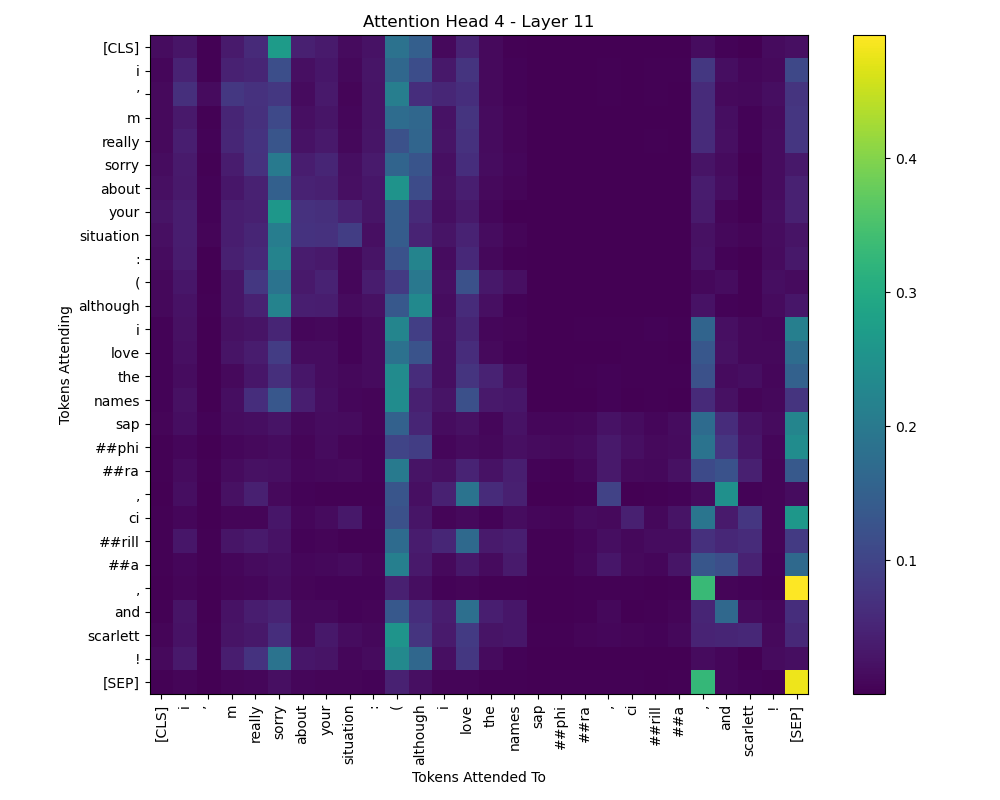 Attention Head 4 - Layer 11
[CLS]
i
’
m
really
sorry
about
your
situation
:
(
although
i
love
the
names
sap
##phi
##ra
,
ci
##rill
##a
,
and
scarlett
!
[SEP]
Tokens Attending
[CLS]
i
’
m
really
sorry
about
your
situation
:
(
although
i
love
the
names
sap
##phi
##ra
,
ci
##rill
##a
,
and
scarlett
!
[SEP]
Tokens Attended To
0.4
0.3
0.2
0.1